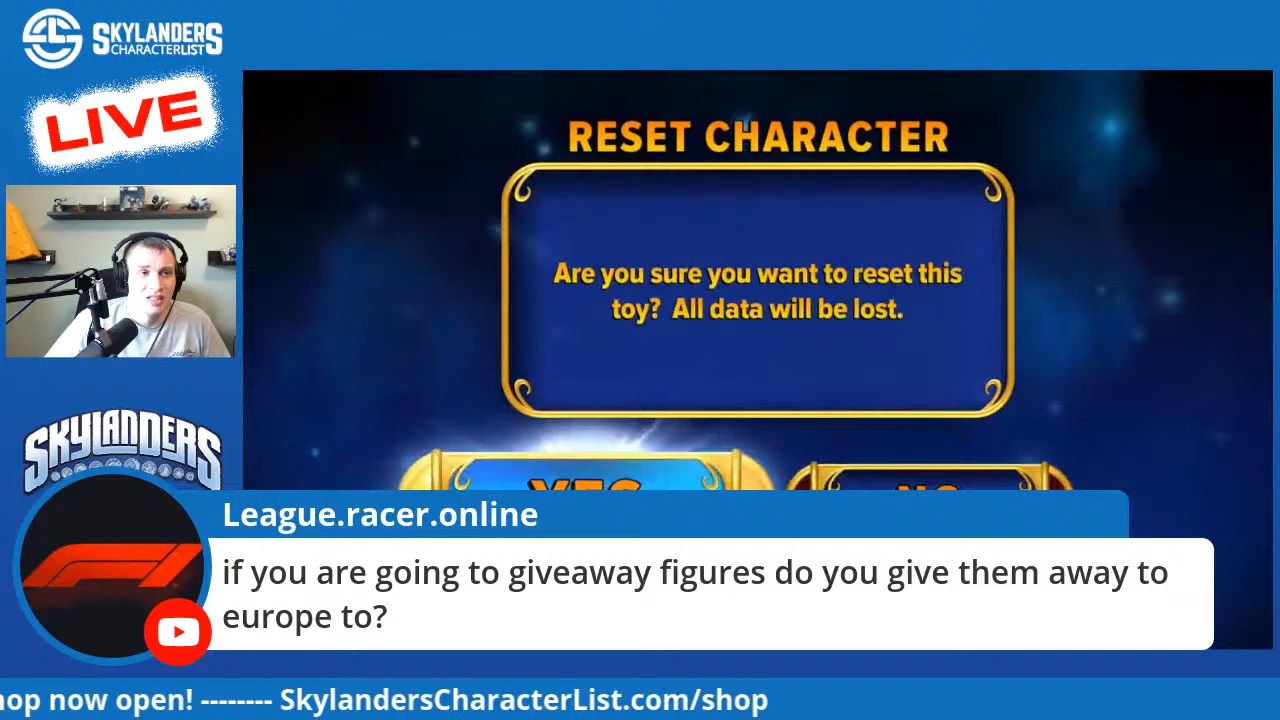 SKYLANDERS
CHARACTERLIST
LIVE
RESET CHARACTER
Are you sure you want to reset this
toy? All data will be lost.
YES
NO
SKYLANDERS
League.racer.online
if you are going to giveaway figures do you give them away to
europe to?
hop now open! -------- SkylandersCharacterList.com/shop